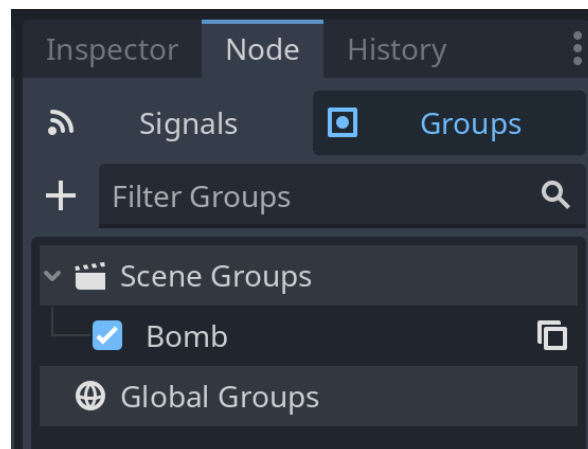 Inspector Node History
Signals Groups
Filter Groups
Scene Groups
Bomb
Global Groups